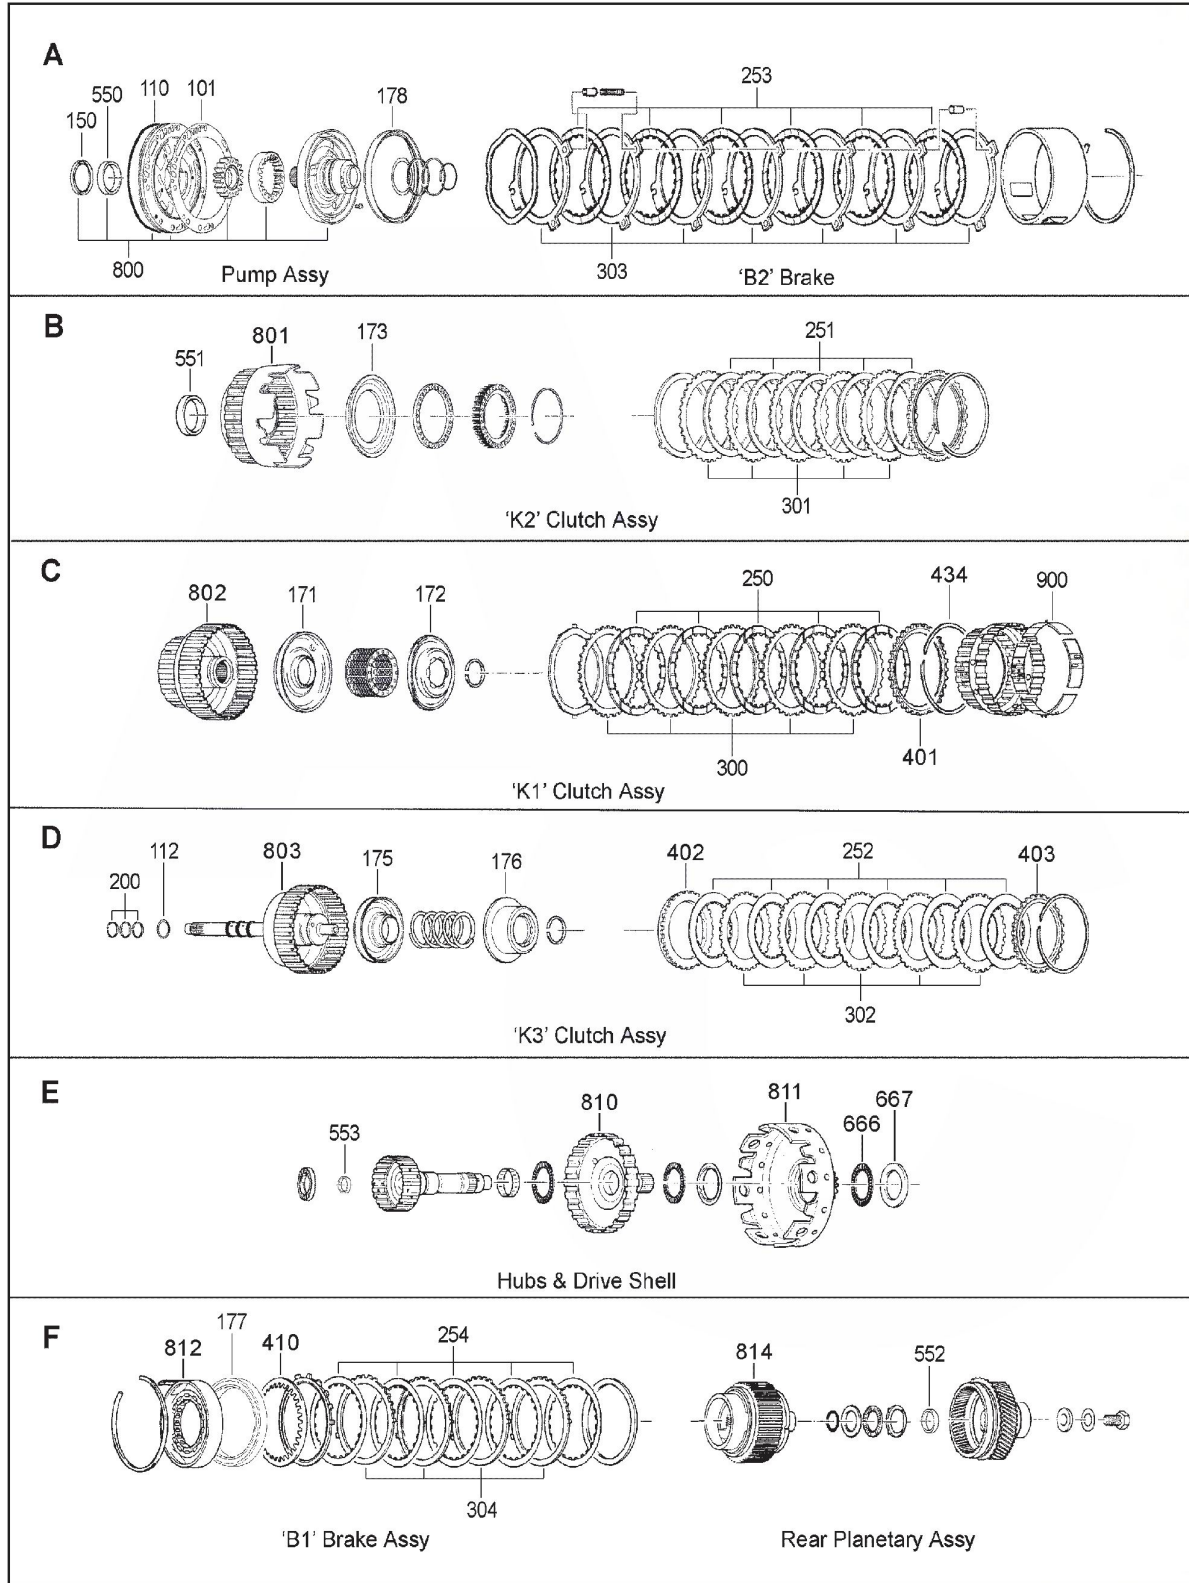 A
253
550 110 101 178
150
800
303
Pump Assy
'B2' Brake
B
801 173 251
551
301
'K2' Clutch Assy
C
802 171 172 250 434 900
300 401
'K1' Clutch Assy
D
112 803 175 176 402 252 403
200
302
'K3' Clutch Assy
E
810 811 667
553 666
Hubs & Drive Shell
F
177
812 410 254 814 552
304
'B1' Brake Assy
Rear Planetary Assy